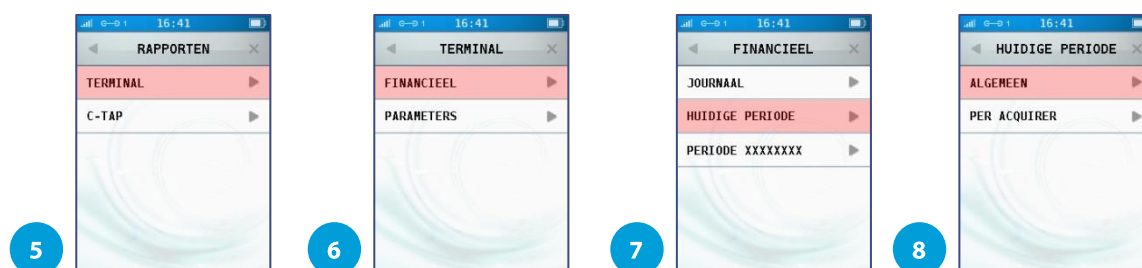 16:41
RAPPORTEN
TERMINAL
C-TAP
5
16:41
TERMINAL
FINANCIEEL
PARAMETERS
6
16:41
FINANCIEEL
JOURNAAL
HUIDIGE PERIODE
PERIODE XXXXXXXX
7
16:41
HUIDIGE PERIODE
ALGEMEEN
PER ACQUIRER
8